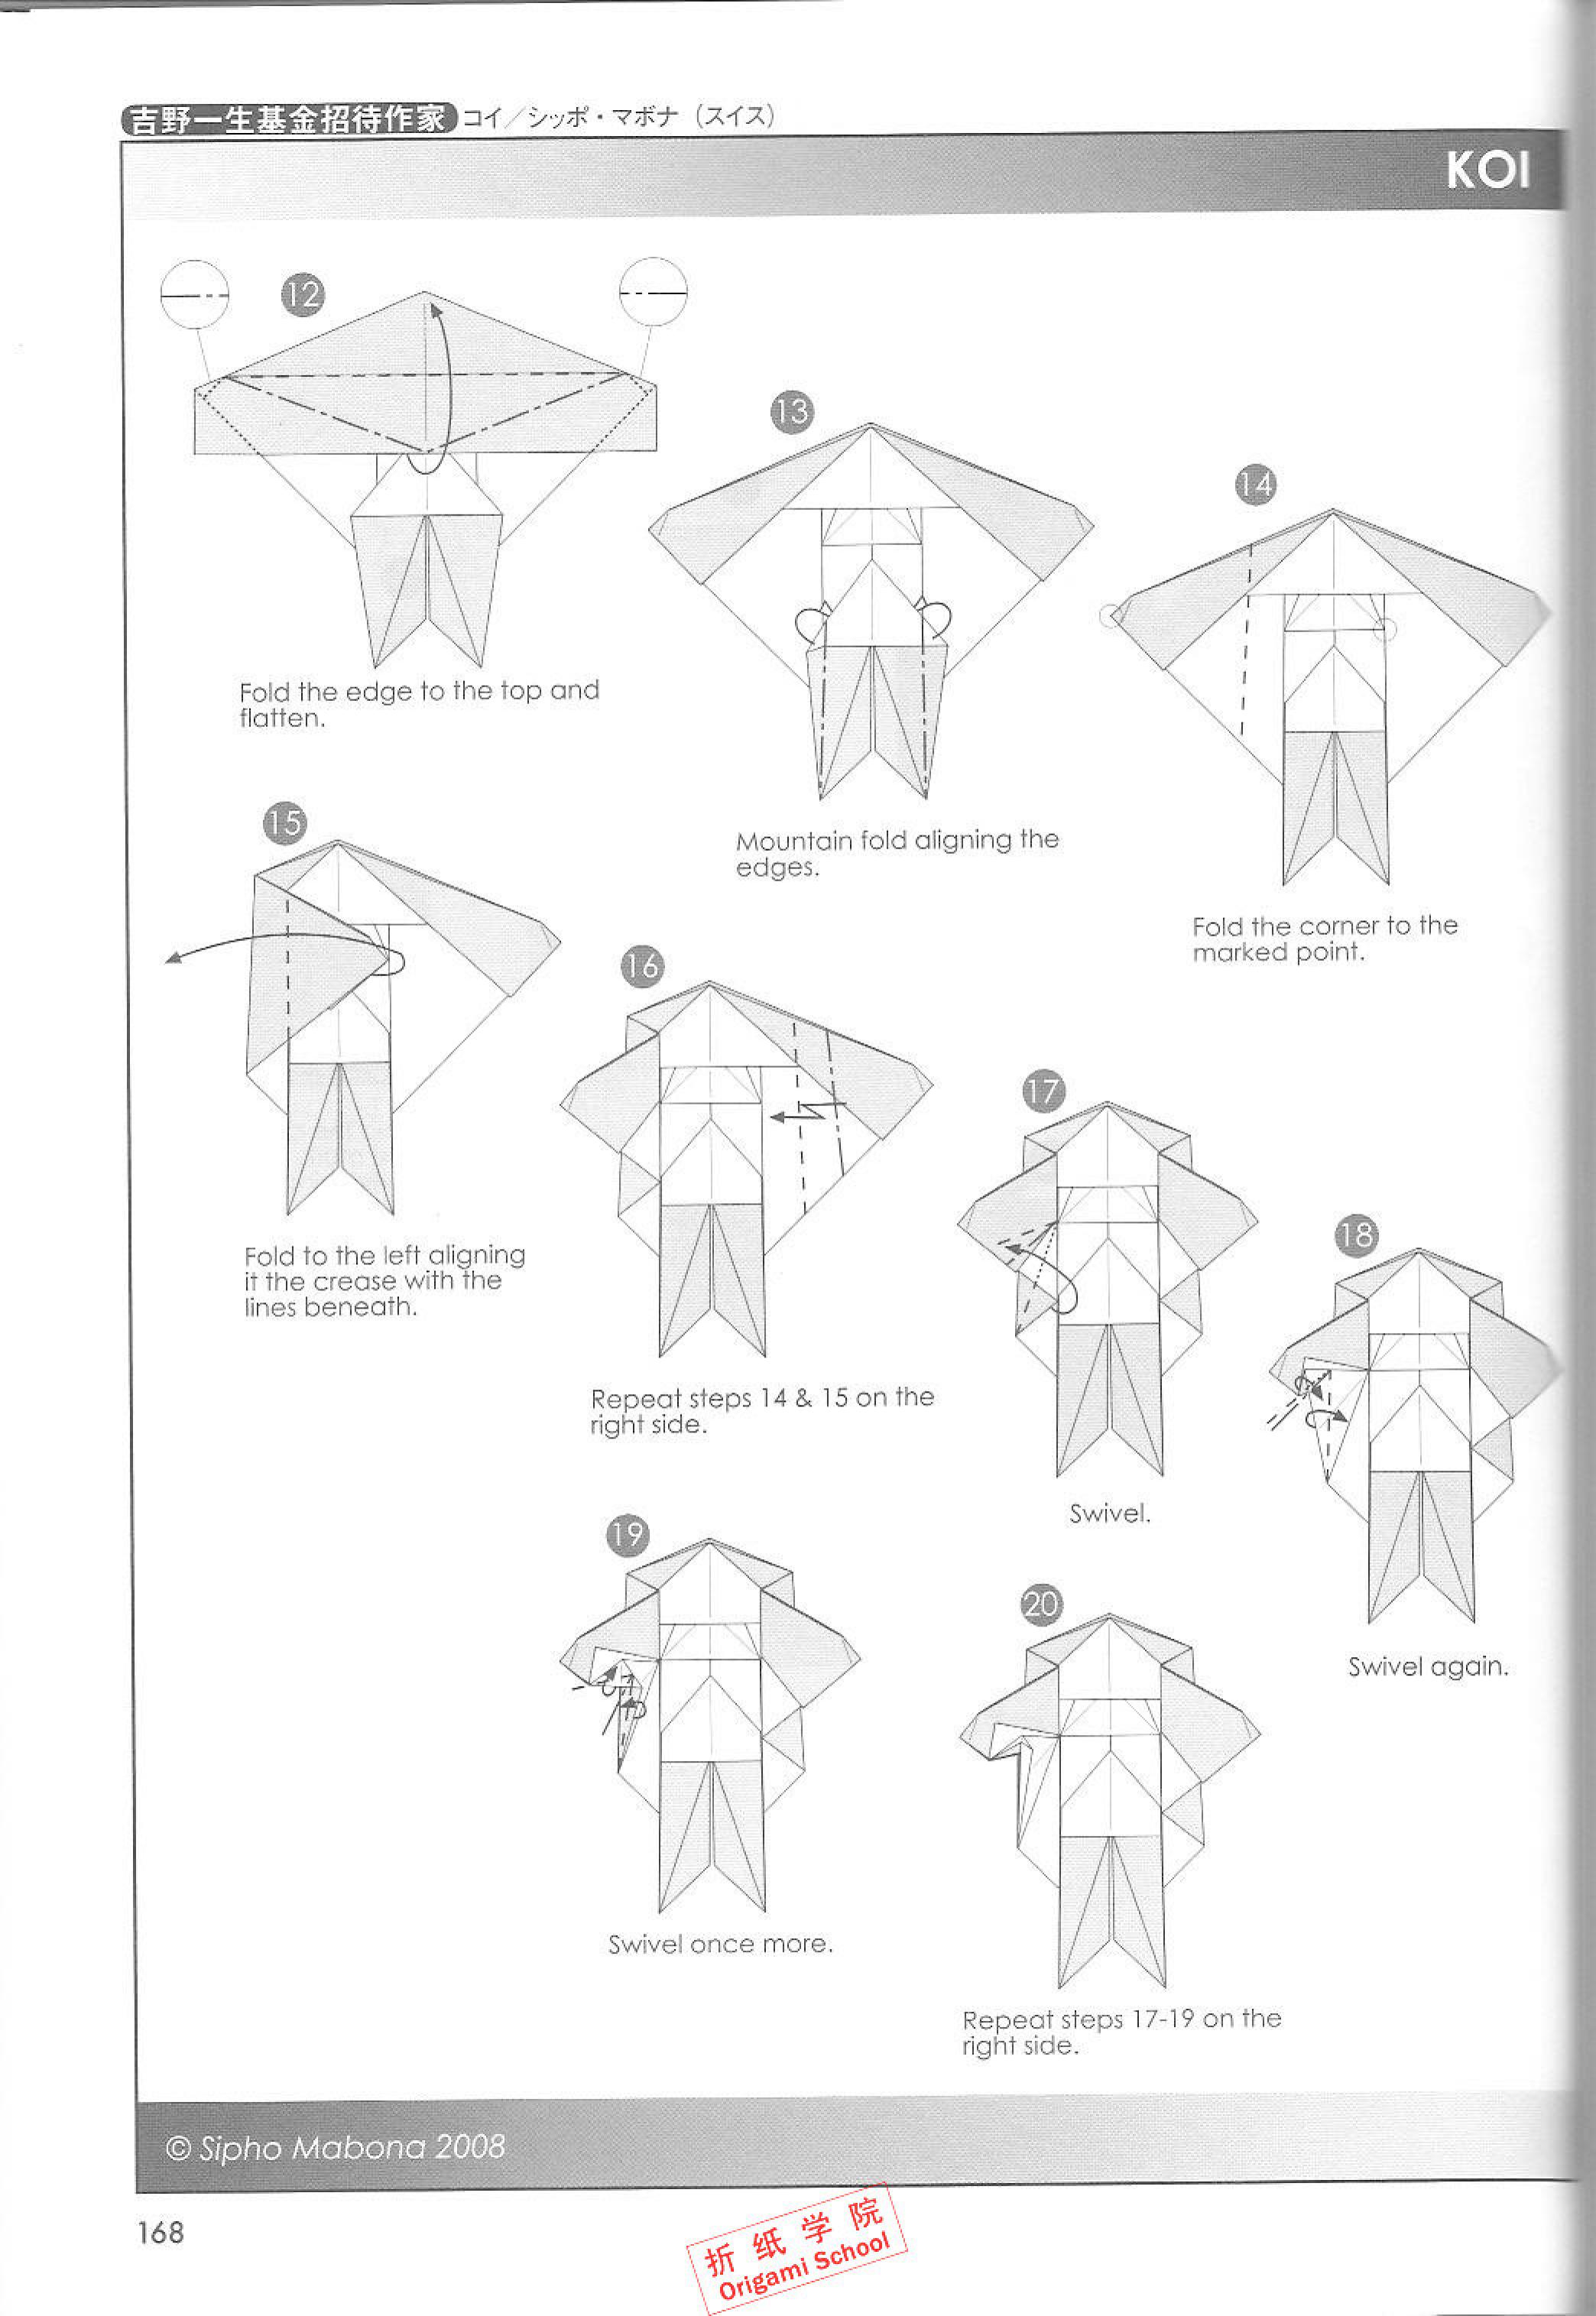 吉野一生基金招待作家 コイ／シッポ・マボナ（スイス）
KOI
12
Fold the edge to the top and
flatten.
13
Mountain fold aligning the
edges.
14
Fold the corner to the
marked point.
15
Fold to the left aligning
it the crease with the
lines beneath.
16
Repeat steps 14 & 15 on the
right side.
17
Swivel.
18
Swivel again.
19
Swivel once more.
20
Repeat steps 17-19 on the
right side.
© Sipho Mabona 2008
168
折纸学院
Origami School